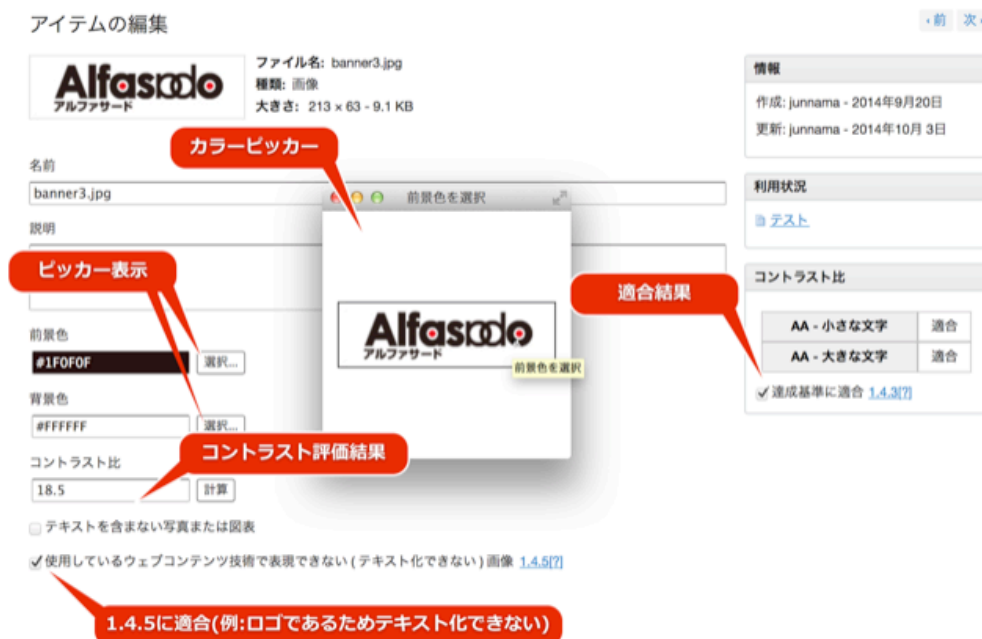 アイテムの編集
‹前 次
Alfasado
アルファサード
ファイル名: banner3.jpg
種類: 画像
大きさ: 213 × 63 - 9.1 KB
情報
作成: junnama - 2014年9月20日
更新: junnama - 2014年10月 3日
カラーピッカー
名前
banner3.jpg
前景色を選択
利用状況
テスト
説明
ピッカー表示
適合結果
コントラスト比
AA - 小さな文字 適合
AA - 大きな文字 適合
達成基準に適合 1.4.3[?]
Alfasado
アルファサード
前景色を選択
前景色
#1F0F0F 選択...
背景色
#FFFFFF 選択...
コントラスト評価結果
コントラスト比
18.5 計算
テキストを含まない写真または図表
使用しているウェブコンテンツ技術で表現できない ( テキスト化できない ) 画像 1.4.5[?]
1.4.5に適合(例:ロゴであるためテキスト化できない)